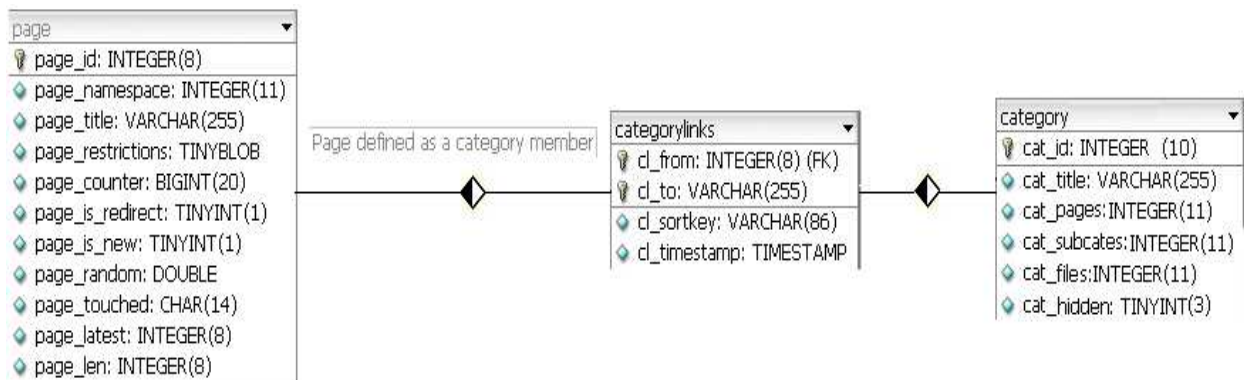 page
page_id: INTEGER(8)
page_namespace: INTEGER(11)
page_title: VARCHAR(255)
page_restrictions: TINYBLOB
page_counter: BIGINT(20)
page_is_redirect: TINYINT(1)
page_is_new: TINYINT(1)
page_random: DOUBLE
page_touched: CHAR(14)
page_latest: INTEGER(8)
page_len: INTEGER(8)
Page defined as a category member
categorylinks
cl_from: INTEGER(8) (FK)
cl_to: VARCHAR(255)
cl_sortkey: VARCHAR(86)
cl_timestamp: TIMESTAMP
category
cat_id: INTEGER (10)
cat_title: VARCHAR(255)
cat_pages:INTEGER(11)
cat_subcates:INTEGER(11)
cat_files:INTEGER(11)
cat_hidden: TINYINT(3)